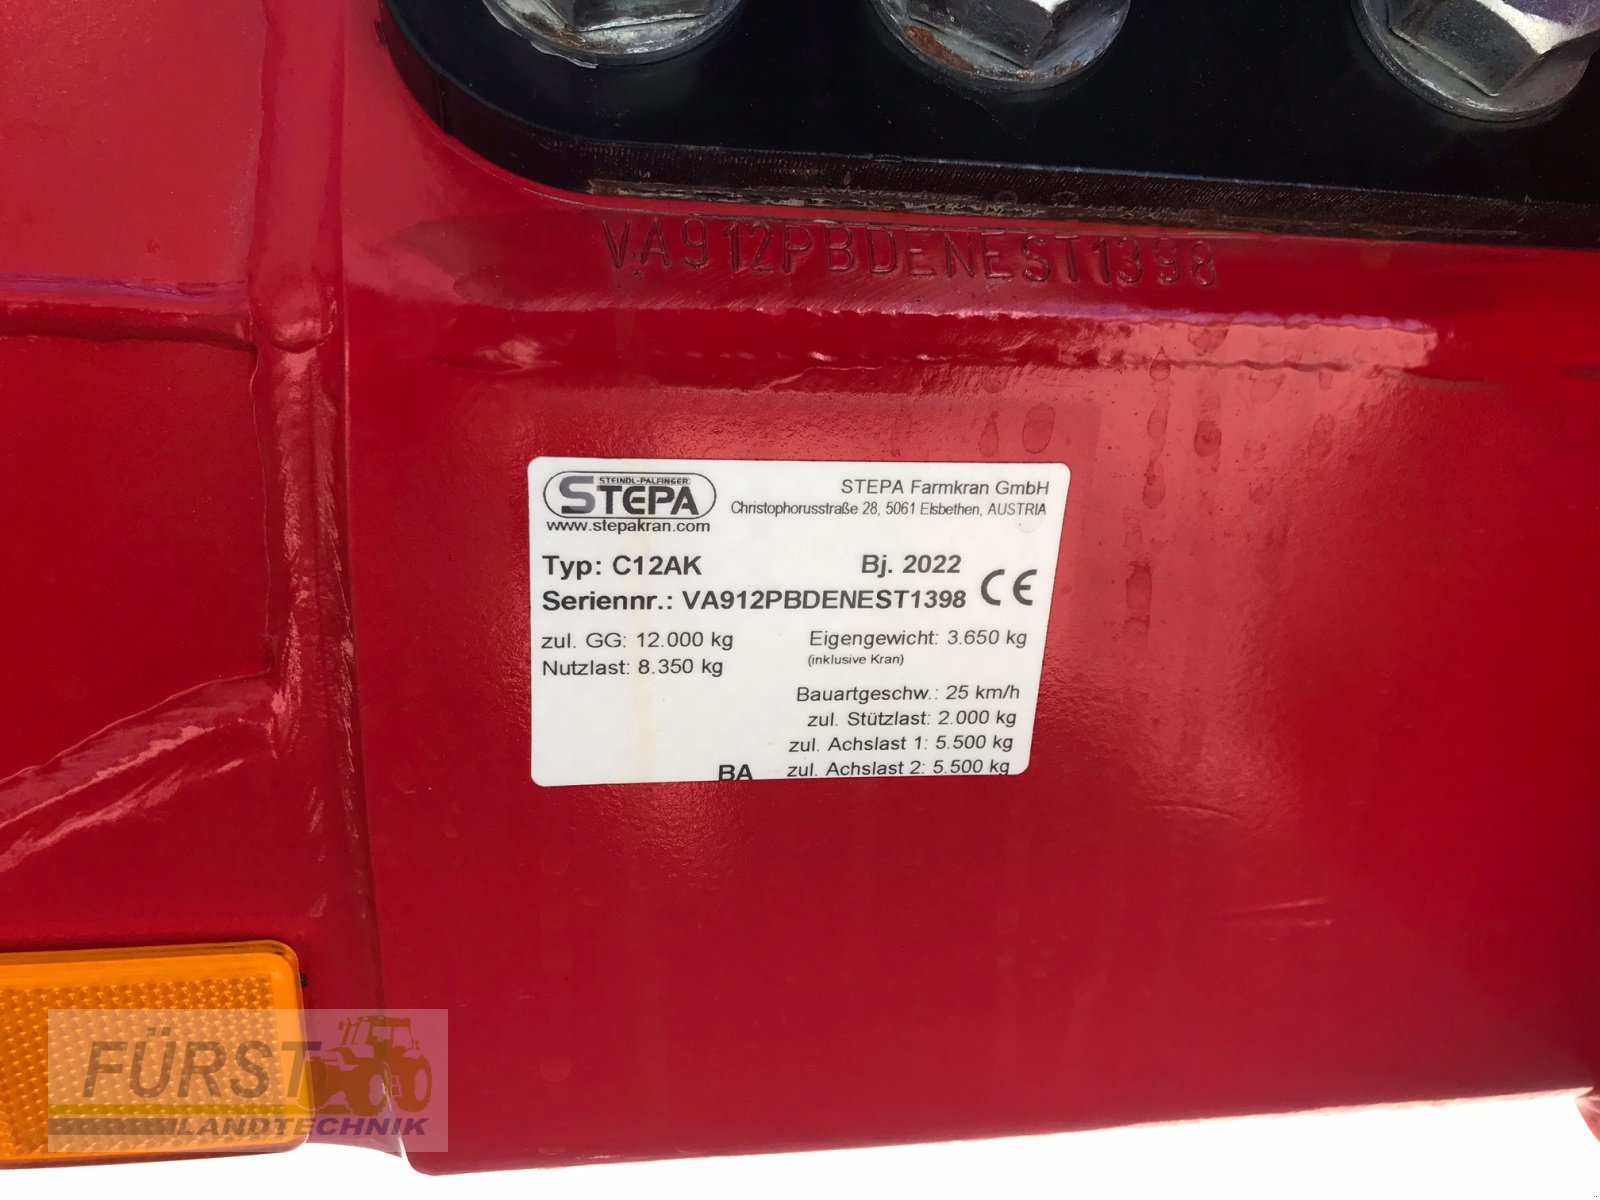 VA912PBDENEST1398
STEINDL-PALFINGER
STEPA
www.stepakran.com
STEPA Farmkran GmbH
Christophorusstraße 28, 5061 Elsbethen, AUSTRIA
Typ: C12AK Bj. 2022
Seriennr.: VA912PBDENEST1398 CE
zul. GG: 12.000 kg Eigengewicht: 3.650 kg
(inklusive Kran)
Nutzlast: 8.350 kg
Bauartgeschw.: 25 km/h
zul. Stützlast: 2.000 kg
zul. Achslast 1: 5.500 kg
BA zul. Achslast 2: 5.500 kg
FÜRST
LANDTECHNIK